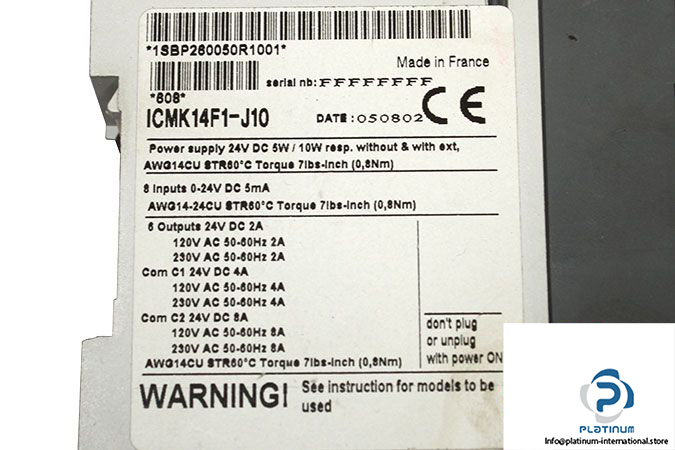 *1SBP260050R1001*
Made in France
serial nb: FFFFFFFF
*808*
ICMK14F1-J10
DATE : 050802 CE
Power supply 24V DC 5W / 10W resp. without & with ext,
AWG14CU STR60°C Torque 7lbs-inch (0,8Nm)
8 Inputs 0-24V DC 5mA
AWG14-24CU STR60°C Torque 7lbs-inch (0,8Nm)
6 Outputs 24V DC 2A
120V AC 50-60Hz 2A
230V AC 50-60Hz 2A
Com C1 24V DC 4A
120V AC 50-60Hz 4A
230V AC 50-60Hz 4A
Com C2 24V DC 8A
120V AC 50-60Hz 8A
230V AC 50-60Hz 8A
AWG14CU STR60°C Torque 7lbs-inch (0,8Nm)
don't plug
or unplug
with power ON
WARNING! See instruction for models to be
used
PLATINUM
Info@platinum-international.store